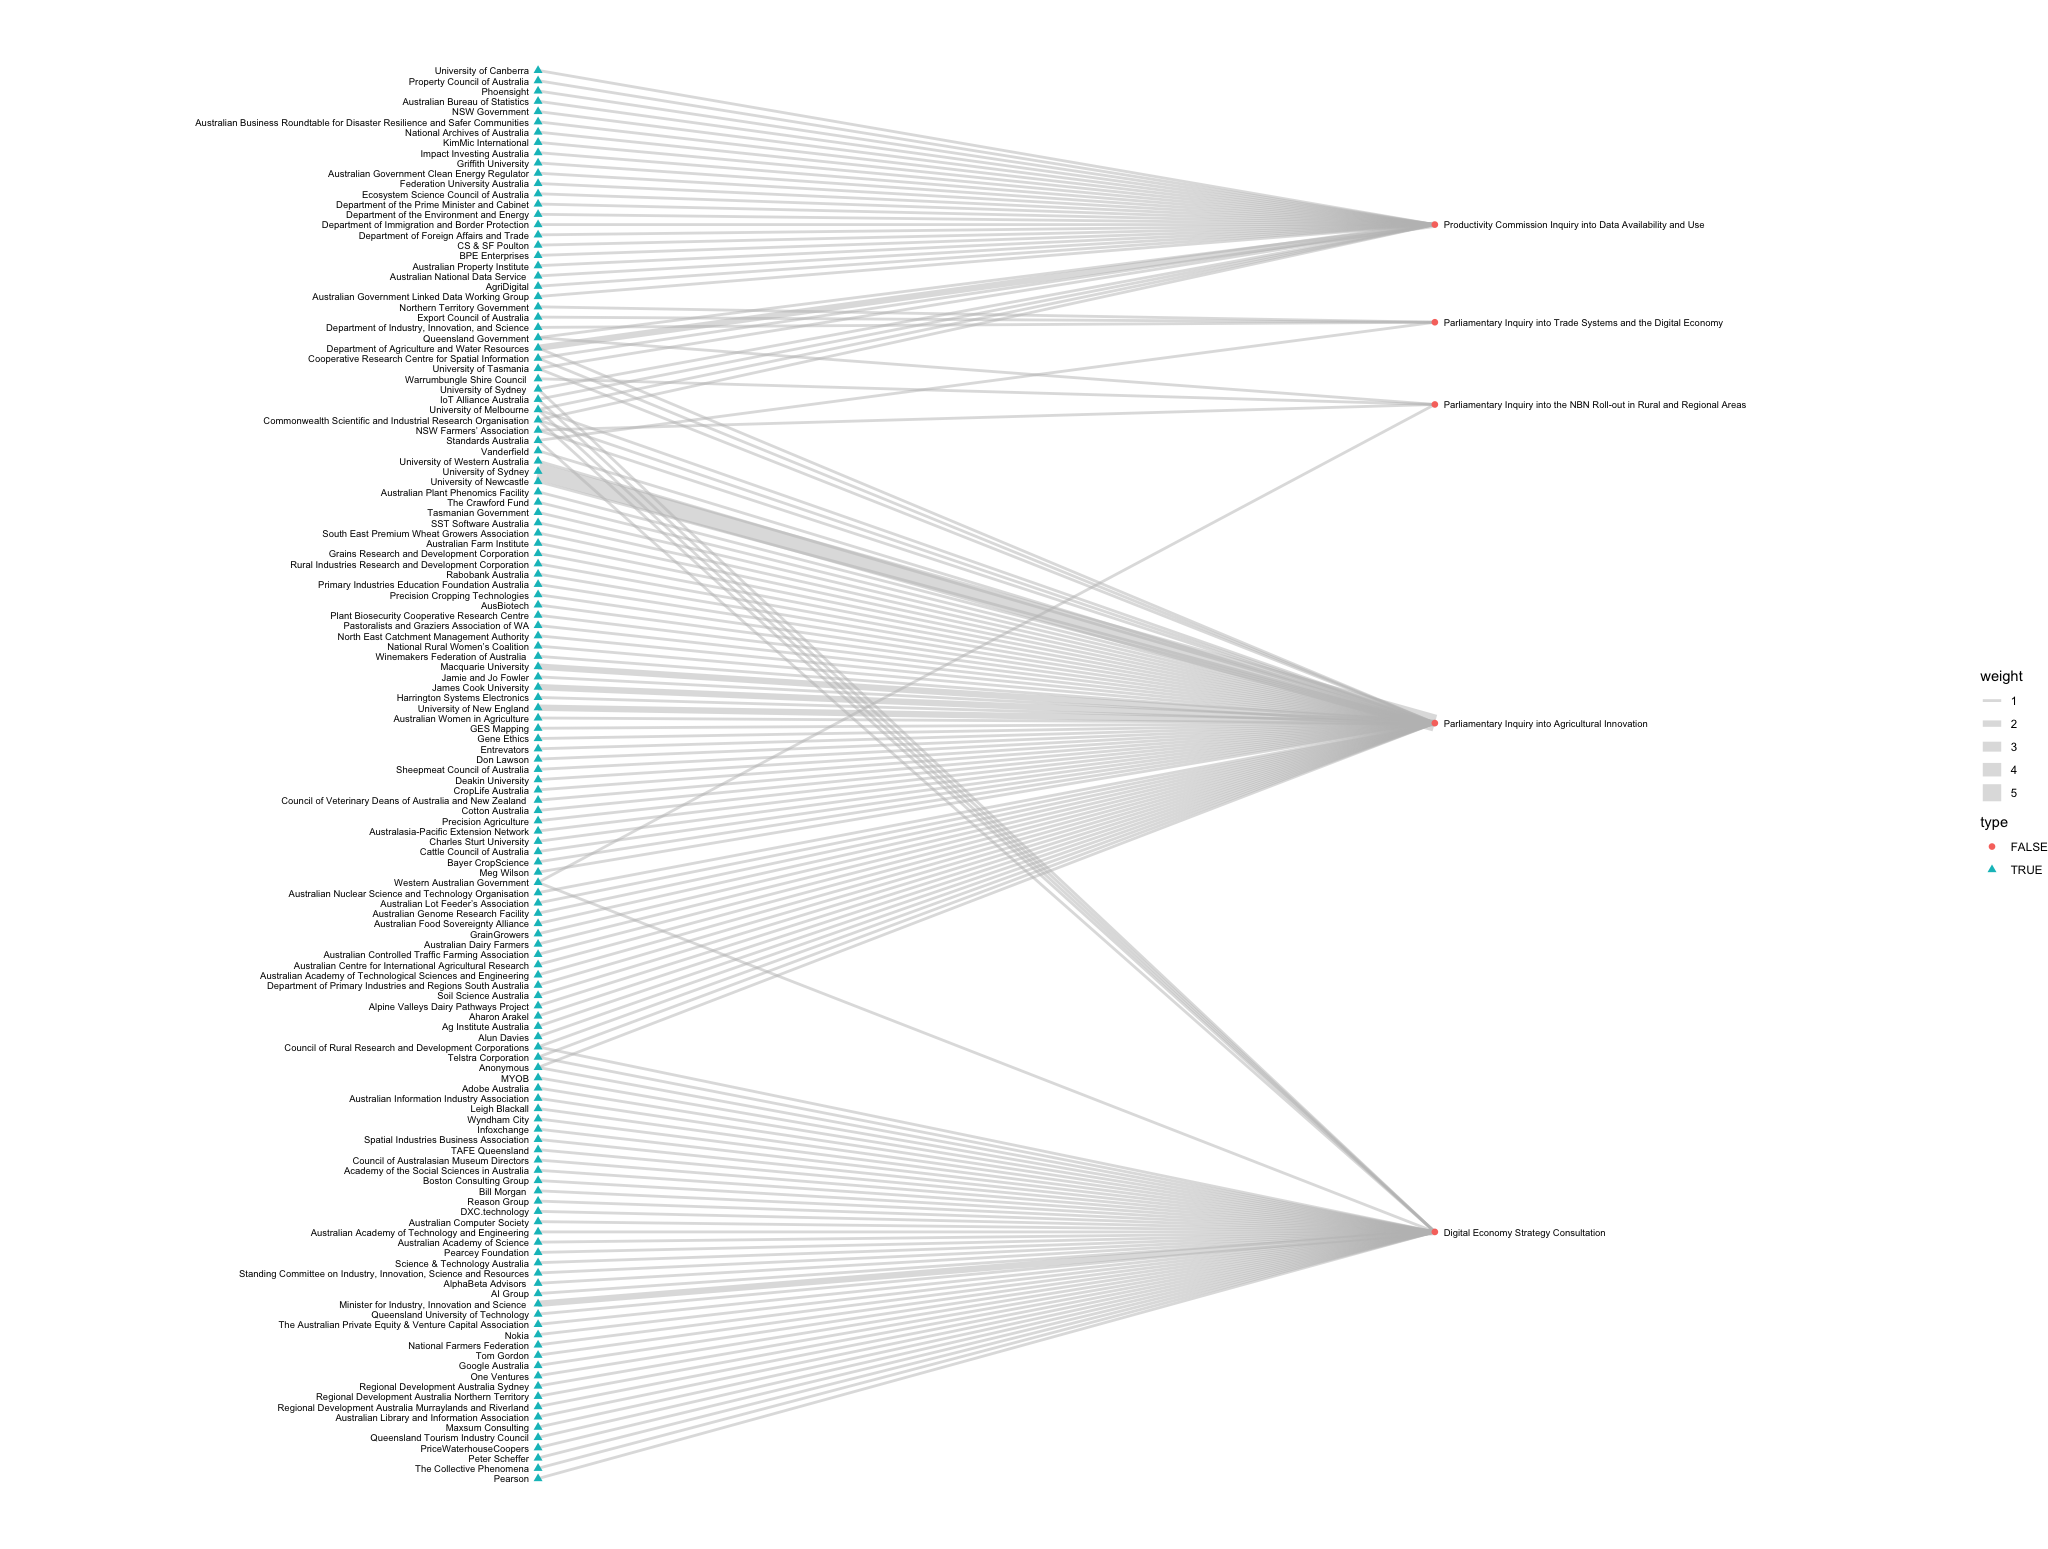 University of Canberra
Property Council of Australia
Phoensight
Australian Bureau of Statistics
NSW Government
Australian Business Roundtable for Disaster Resilience and Safer Communities
National Archives of Australia
KimMic International
Impact Investing Australia
Griffith University
Australian Government Clean Energy Regulator
Federation University Australia
Ecosystem Science Council of Australia
Department of the Prime Minister and Cabinet
Department of the Environment and Energy
Department of Immigration and Border Protection
Department of Foreign Affairs and Trade
CS & SF Poulton
BPE Enterprises
Australian Property Institute
Australian National Data Service
AgriDigital
Australian Government Linked Data Working Group
Northern Territory Government
Export Council of Australia
Department of Industry, Innovation, and Science
Queensland Government
Department of Agriculture and Water Resources
Cooperative Research Centre for Spatial Information
University of Tasmania
Warrumbungle Shire Council
University of Sydney
IoT Alliance Australia
University of Melbourne
Commonwealth Scientific and Industrial Research Organisation
NSW Farmers' Association
Standards Australia
Vanderfield
University of Western Australia
University of Sydney
University of Newcastle
Australian Plant Phenomics Facility
The Crawford Fund
Tasmanian Government
SST Software Australia
South East Premium Wheat Growers Association
Australian Farm Institute
Grains Research and Development Corporation
Rural Industries Research and Development Corporation
Rabobank Australia
Primary Industries Education Foundation Australia
Precision Cropping Technologies
AusBiotech
Plant Biosecurity Cooperative Research Centre
Pastoralists and Graziers Association of WA
North East Catchment Management Authority
National Rural Women's Coalition
Winemakers Federation of Australia
Macquarie University
Jamie and Jo Fowler
James Cook University
Harrington Systems Electronics
University of New England
Australian Women in Agriculture
GES Mapping
Gene Ethics
Entrevators
Don Lawson
Sheepmeat Council of Australia
Deakin University
CropLife Australia
Council of Veterinary Deans of Australia and New Zealand
Cotton Australia
Precision Agriculture
Australasia-Pacific Extension Network
Charles Sturt University
Cattle Council of Australia
Bayer CropScience
Meg Wilson
Western Australian Government
Australian Nuclear Science and Technology Organisation
Australian Lot Feeder's Association
Australian Genome Research Facility
Australian Food Sovereignty Alliance
GrainGrowers
Australian Dairy Farmers
Australian Controlled Traffic Farming Association
Australian Centre for International Agricultural Research
Australian Academy of Technological Sciences and Engineering
Department of Primary Industries and Regions South Australia
Soil Science Australia
Alpine Valleys Dairy Pathways Project
Aharon Arakel
Ag Institute Australia
Alun Davies
Council of Rural Research and Development Corporations
Telstra Corporation
Anonymous
MYOB
Adobe Australia
Australian Information Industry Association
Leigh Blackall
Wyndham City
Infoxchange
Spatial Industries Business Association
TAFE Queensland
Council of Australasian Museum Directors
Academy of the Social Sciences in Australia
Boston Consulting Group
Bill Morgan
Reason Group
DXC.technology
Australian Computer Society
Australian Academy of Technology and Engineering
Australian Academy of Science
Pearcey Foundation
Science & Technology Australia
Standing Committee on Industry, Innovation, Science and Resources
AlphaBeta Advisors
AI Group
Minister for Industry, Innovation and Science
Queensland University of Technology
The Australian Private Equity & Venture Capital Association
Nokia
National Farmers Federation
Tom Gordon
Google Australia
One Ventures
Regional Development Australia Sydney
Regional Development Australia Northern Territory
Regional Development Australia Murraylands and Riverland
Australian Library and Information Association
Maxsum Consulting
Queensland Tourism Industry Council
PriceWaterhouseCoopers
Peter Scheffer
The Collective Phenomena
Pearson
Productivity Commission Inquiry into Data Availability and Use
Parliamentary Inquiry into Trade Systems and the Digital Economy
Parliamentary Inquiry into the NBN Roll-out in Rural and Regional Areas
Parliamentary Inquiry into Agricultural Innovation
Digital Economy Strategy Consultation
weight
1
2
3
4
5
type
FALSE
TRUE